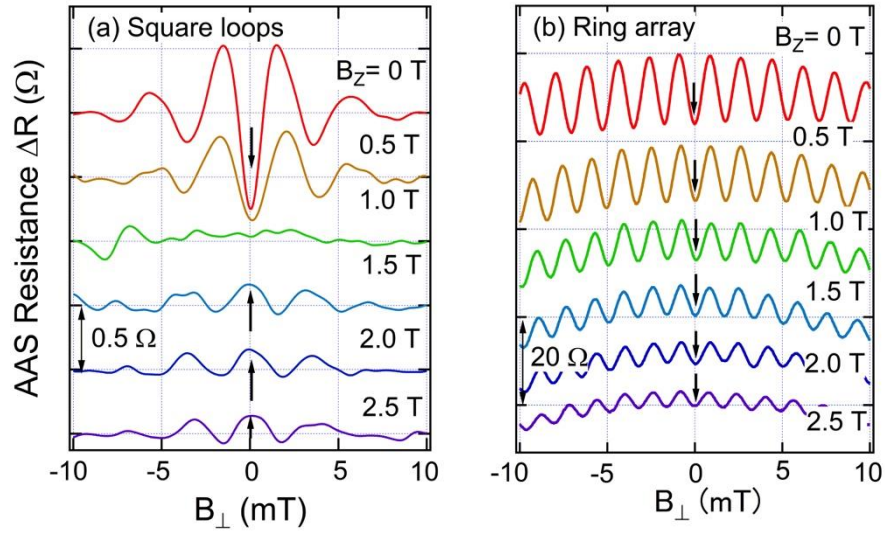 AAS Resistance ΔR (Ω)
(a) Square loops
B_Z= 0 T
0.5 T
1.0 T
1.5 T
0.5 Ω
2.0 T
2.5 T
-10 -5 0 5 10
B_⊥ (mT)
(b) Ring array
B_Z= 0 T
0.5 T
1.0 T
1.5 T
20 Ω
2.0 T
2.5 T
-10 -5 0 5 10
B_⊥ (mT)